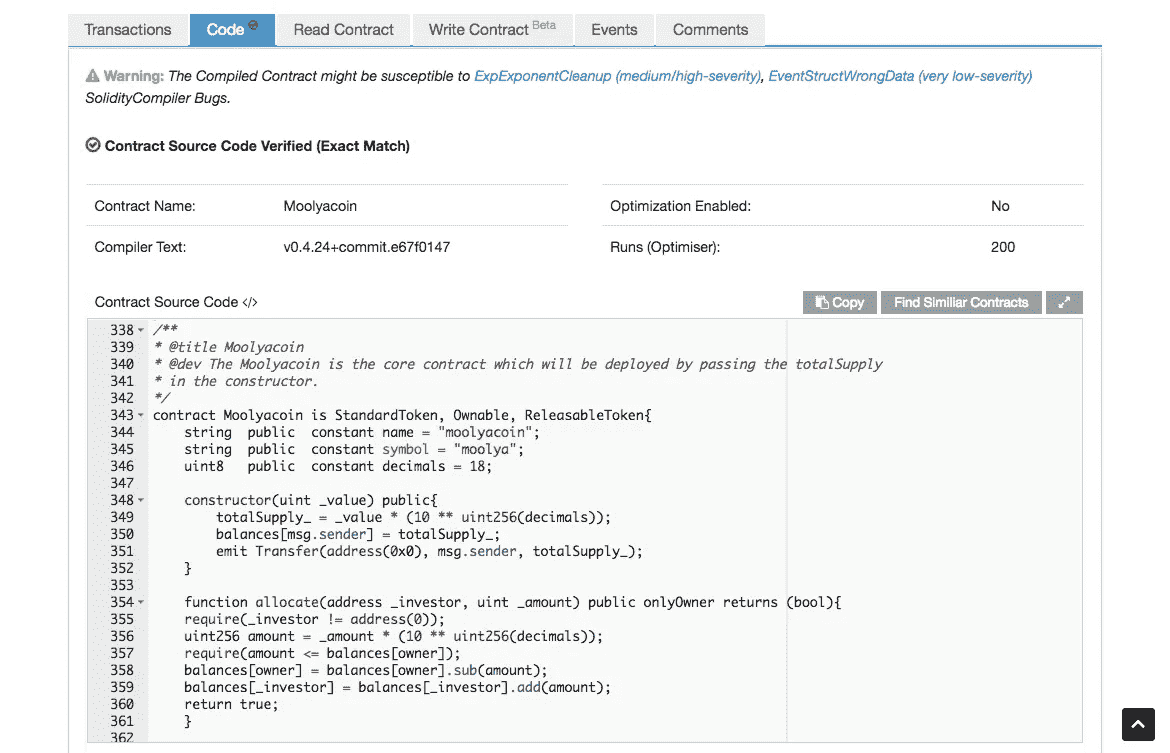 Transactions Code Read Contract Write Contract Beta Events Comments
Warning: The Compiled Contract might be susceptible to ExpExponentCleanup (medium/high-severity), EventStructWrongData (very low-severity)
SolidityCompiler Bugs.
Contract Source Code Verified (Exact Match)
Contract Name: Moolyacoin Optimization Enabled: No
Compiler Text: v0.4.24+commit.e67f0147 Runs (Optimiser): 200
Contract Source Code </> Copy Find Similiar Contracts
338 /**
339 * @title Moolyacoin
340 * @dev The Moolyacoin is the core contract which will be deployed by passing the totalSupply
341 * in the constructor.
342 */
343 contract Moolyacoin is StandardToken, Ownable, ReleasableToken{
344 string public constant name = "moolyacoin";
345 string public constant symbol = "moolya";
346 uint8 public constant decimals = 18;
347
348 constructor(uint _value) public{
349 totalSupply_ = _value * (10 ** uint256(decimals));
350 balances[msg.sender] = totalSupply_;
351 emit Transfer(address(0x0), msg.sender, totalSupply_);
352 }
353
354 function allocate(address _investor, uint _amount) public onlyOwner returns (bool){
355 require(_investor != address(0));
356 uint256 amount = _amount * (10 ** uint256(decimals));
357 require(amount <= balances[owner]);
358 balances[owner] = balances[owner].sub(amount);
359 balances[_investor] = balances[_investor].add(amount);
360 return true;
361 }
362